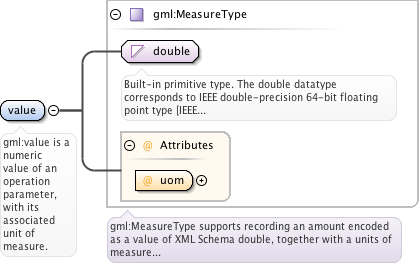 gml:MeasureType
double
Built-in primitive type. The double datatype
corresponds to IEEE double-precision 64-bit floating
point type [IEEE...
value
gml:value is a
numeric
value of an
operation
parameter,
with its
associated
unit of
measure.
@ Attributes
@ uom
gml:MeasureType supports recording an amount encoded
as a value of XML Schema double, together with a units of
measure...